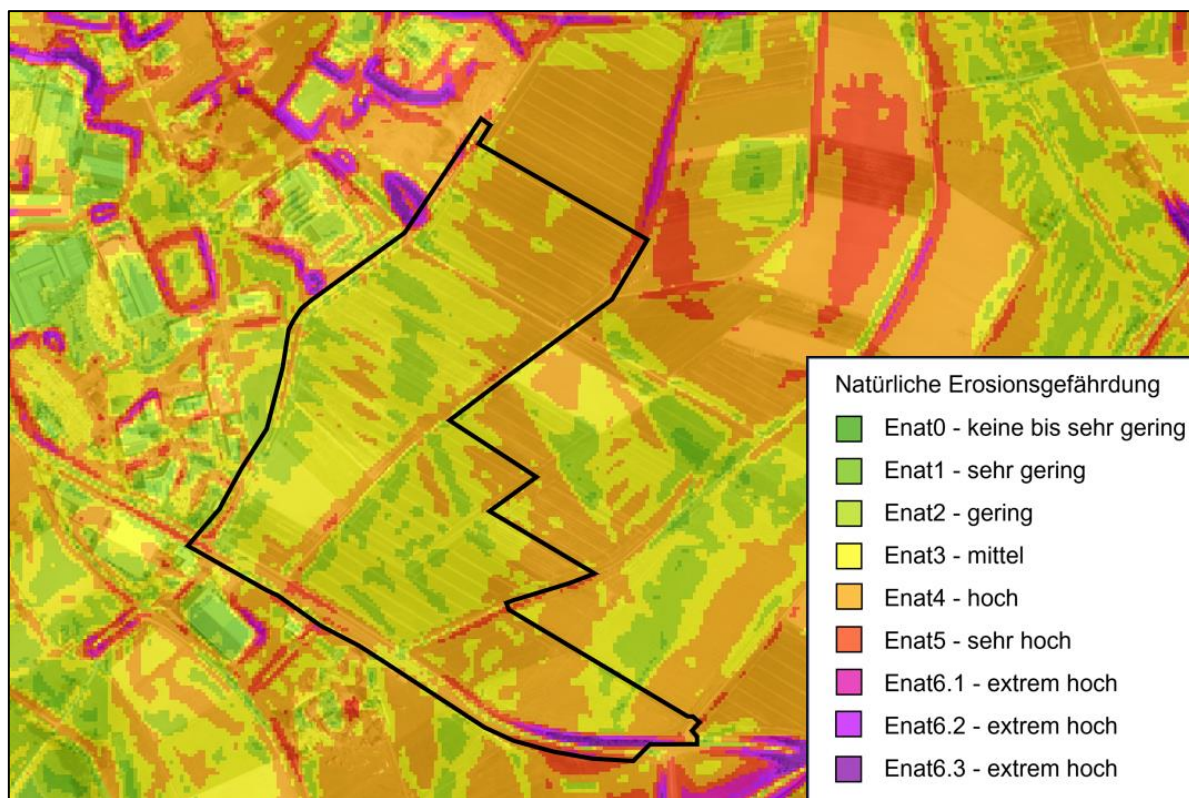 Natürliche Erosionsgefährdung
Enat0 - keine bis sehr gering
Enat1 - sehr gering
Enat2 - gering
Enat3 - mittel
Enat4 - hoch
Enat5 - sehr hoch
Enat6.1 - extrem hoch
Enat6.2 - extrem hoch
Enat6.3 - extrem hoch